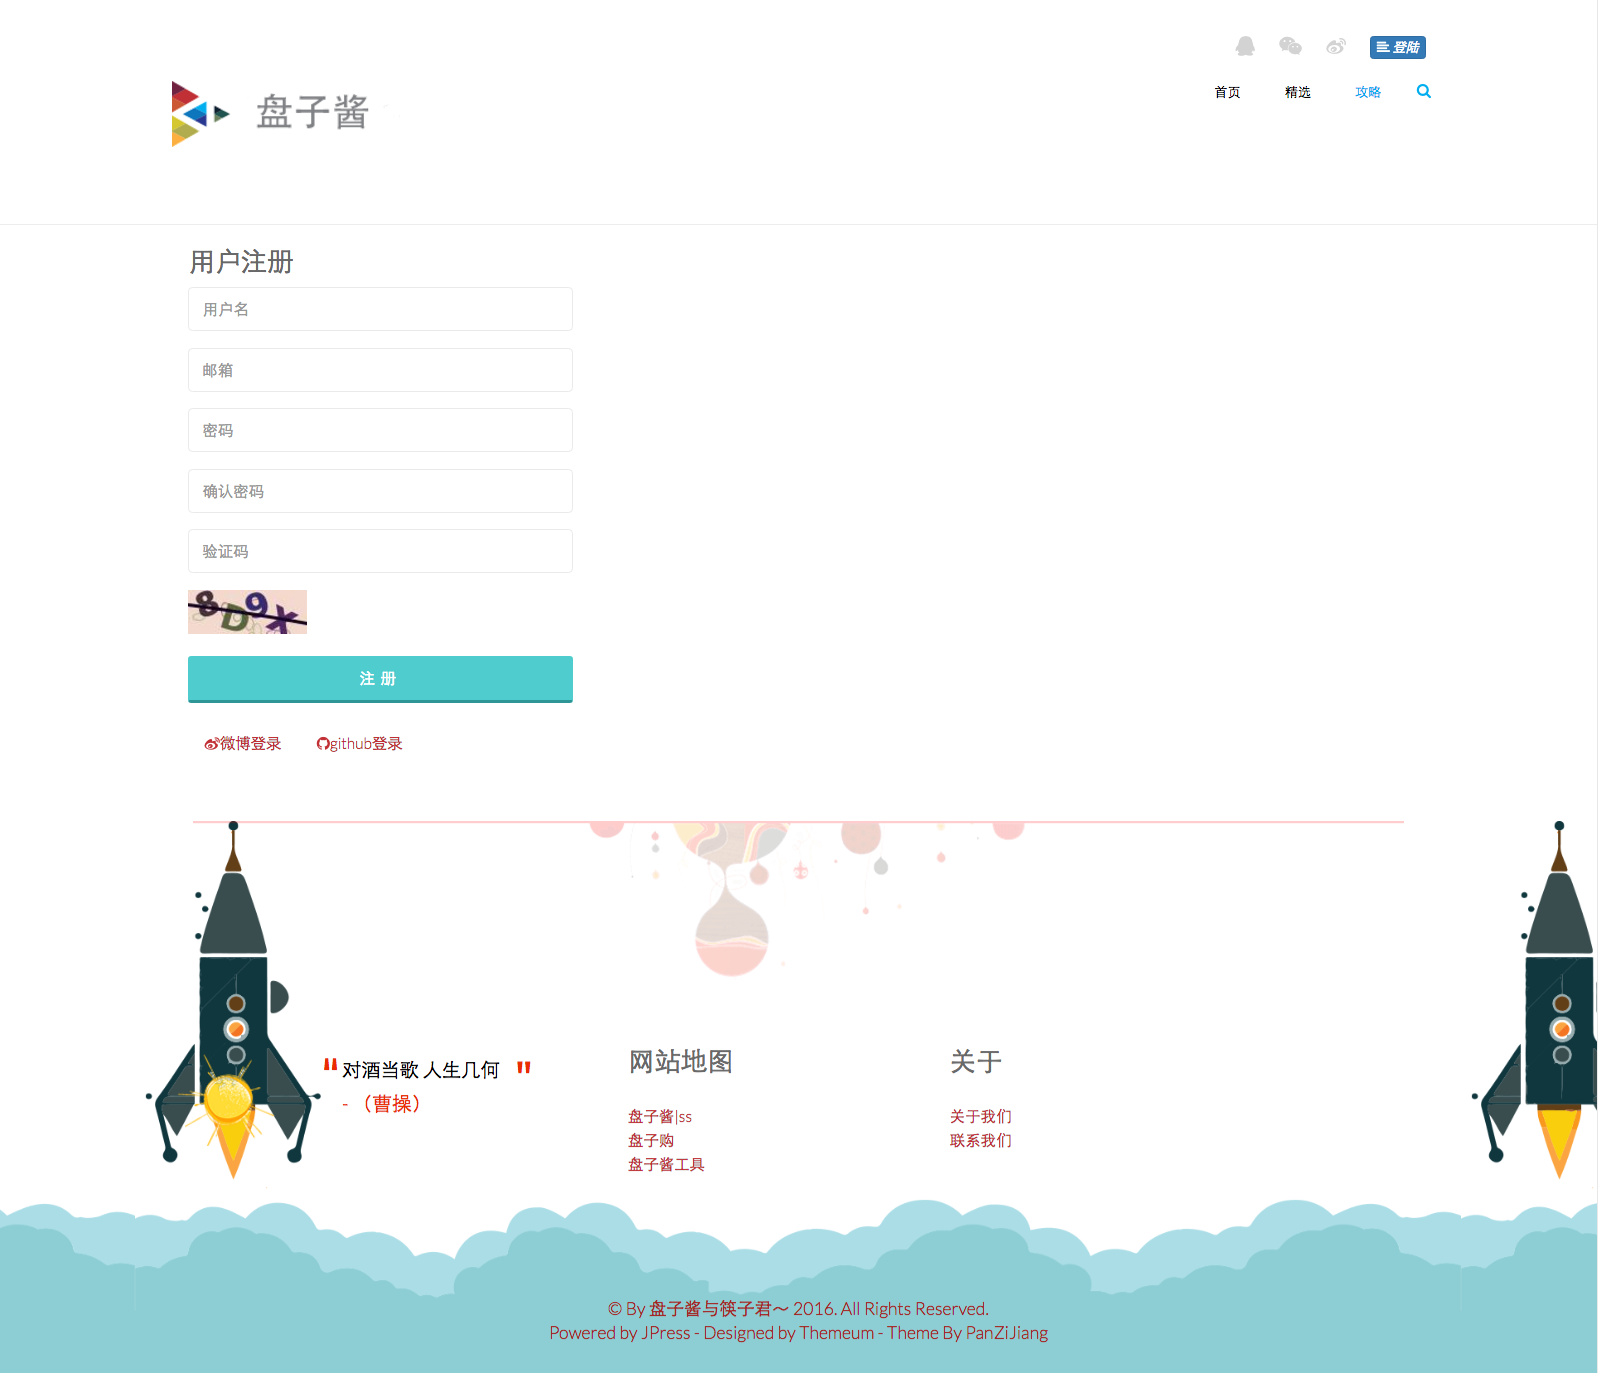 登陆
盘子酱
首页 精选 攻略
用户注册
用户名
邮箱
密码
确认密码
验证码
8D9X
注 册
微博登录 github登录
" 对酒当歌 人生几何 "
- （曹操）
网站地图
盘子酱|ss
盘子购
盘子酱工具
关于
关于我们
联系我们
© By 盘子酱与筷子君～ 2016. All Rights Reserved.
Powered by JPress - Designed by Themeum - Theme By PanZiJiang